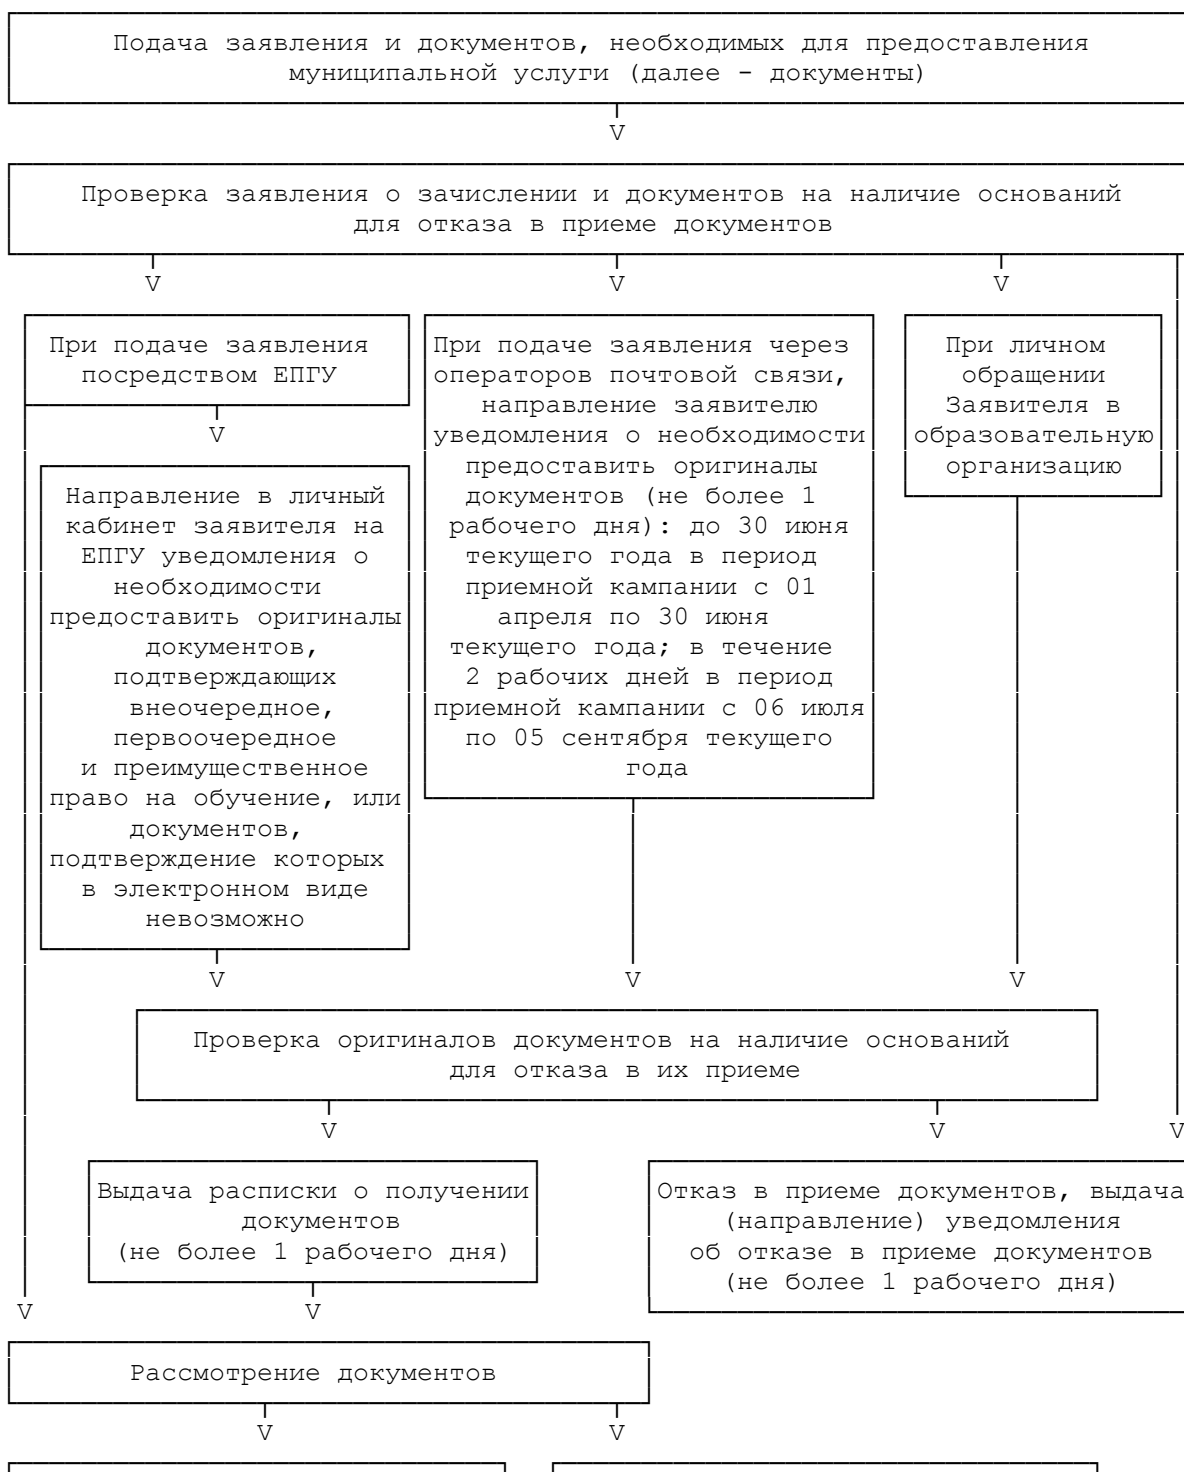 Подача заявления и документов, необходимых для предоставления
муниципальной услуги (далее - документы)
V
Проверка заявления о зачислении и документов на наличие оснований
для отказа в приеме документов
V
V
V
При подаче заявления
посредством ЕПГУ
V
Направление в личный
кабинет заявителя на
ЕПГУ уведомления о
необходимости
предоставить оригиналы
документов,
подтверждающих
внеочередное,
первоочередное
и преимущественное
право на обучение, или
документов,
подтверждение которых
в электронном виде
невозможно
V
При подаче заявления через
операторов почтовой связи,
направление заявителю
уведомления о необходимости
предоставить оригиналы
документов (не более 1
рабочего дня): до 30 июня
текущего года в период
приемной кампании с 01
апреля по 30 июня
текущего года; в течение
2 рабочих дней в период
приемной кампании с 06 июля
по 05 сентября текущего
года
V
При личном
обращении
Заявителя в
образовательную
организацию
V
Проверка оригиналов документов на наличие оснований
для отказа в их приеме
V
V
V
Выдача расписки о получении
документов
(не более 1 рабочего дня)
Отказ в приеме документов, выдача
(направление) уведомления
об отказе в приеме документов
(не более 1 рабочего дня)
V
V
Рассмотрение документов
V
V